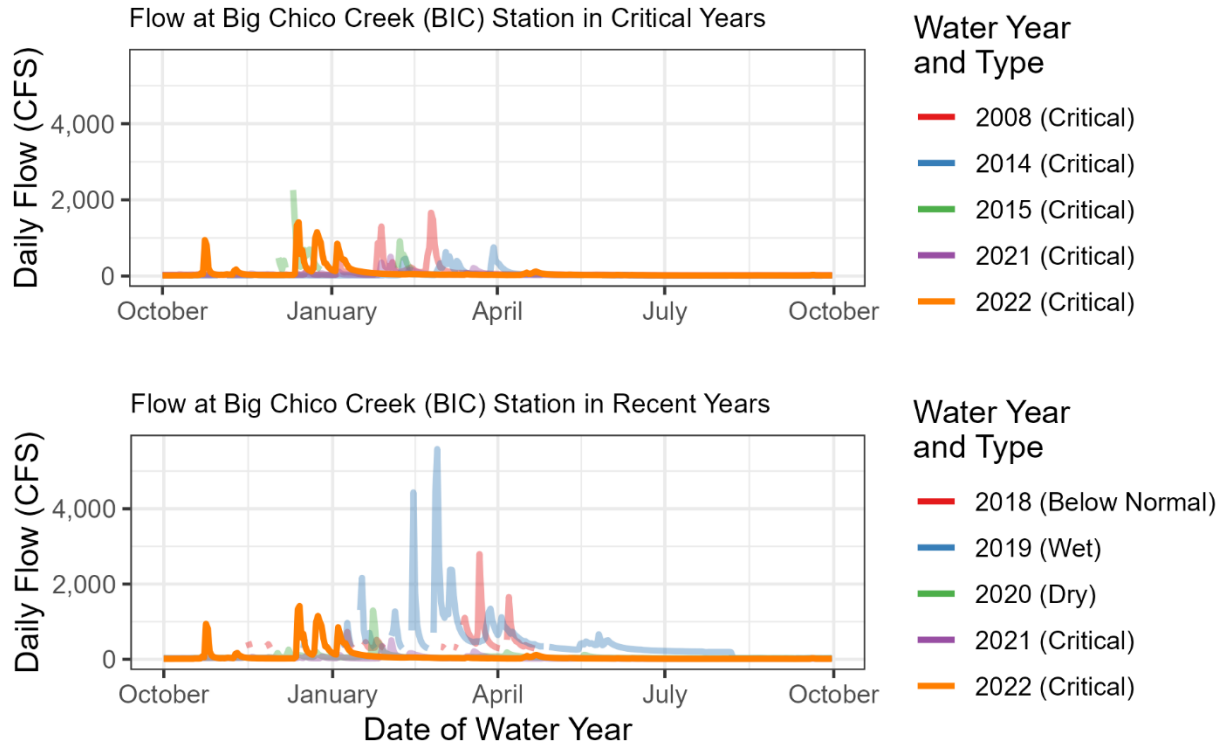 Flow at Big Chico Creek (BIC) Station in Critical Years
Daily Flow (CFS)
4,000
2,000
0
October
January
April
July
October
Water Year
and Type
2008 (Critical)
2014 (Critical)
2015 (Critical)
2021 (Critical)
2022 (Critical)
Flow at Big Chico Creek (BIC) Station in Recent Years
Daily Flow (CFS)
4,000
2,000
0
October
January
April
July
October
Date of Water Year
Water Year
and Type
2018 (Below Normal)
2019 (Wet)
2020 (Dry)
2021 (Critical)
2022 (Critical)